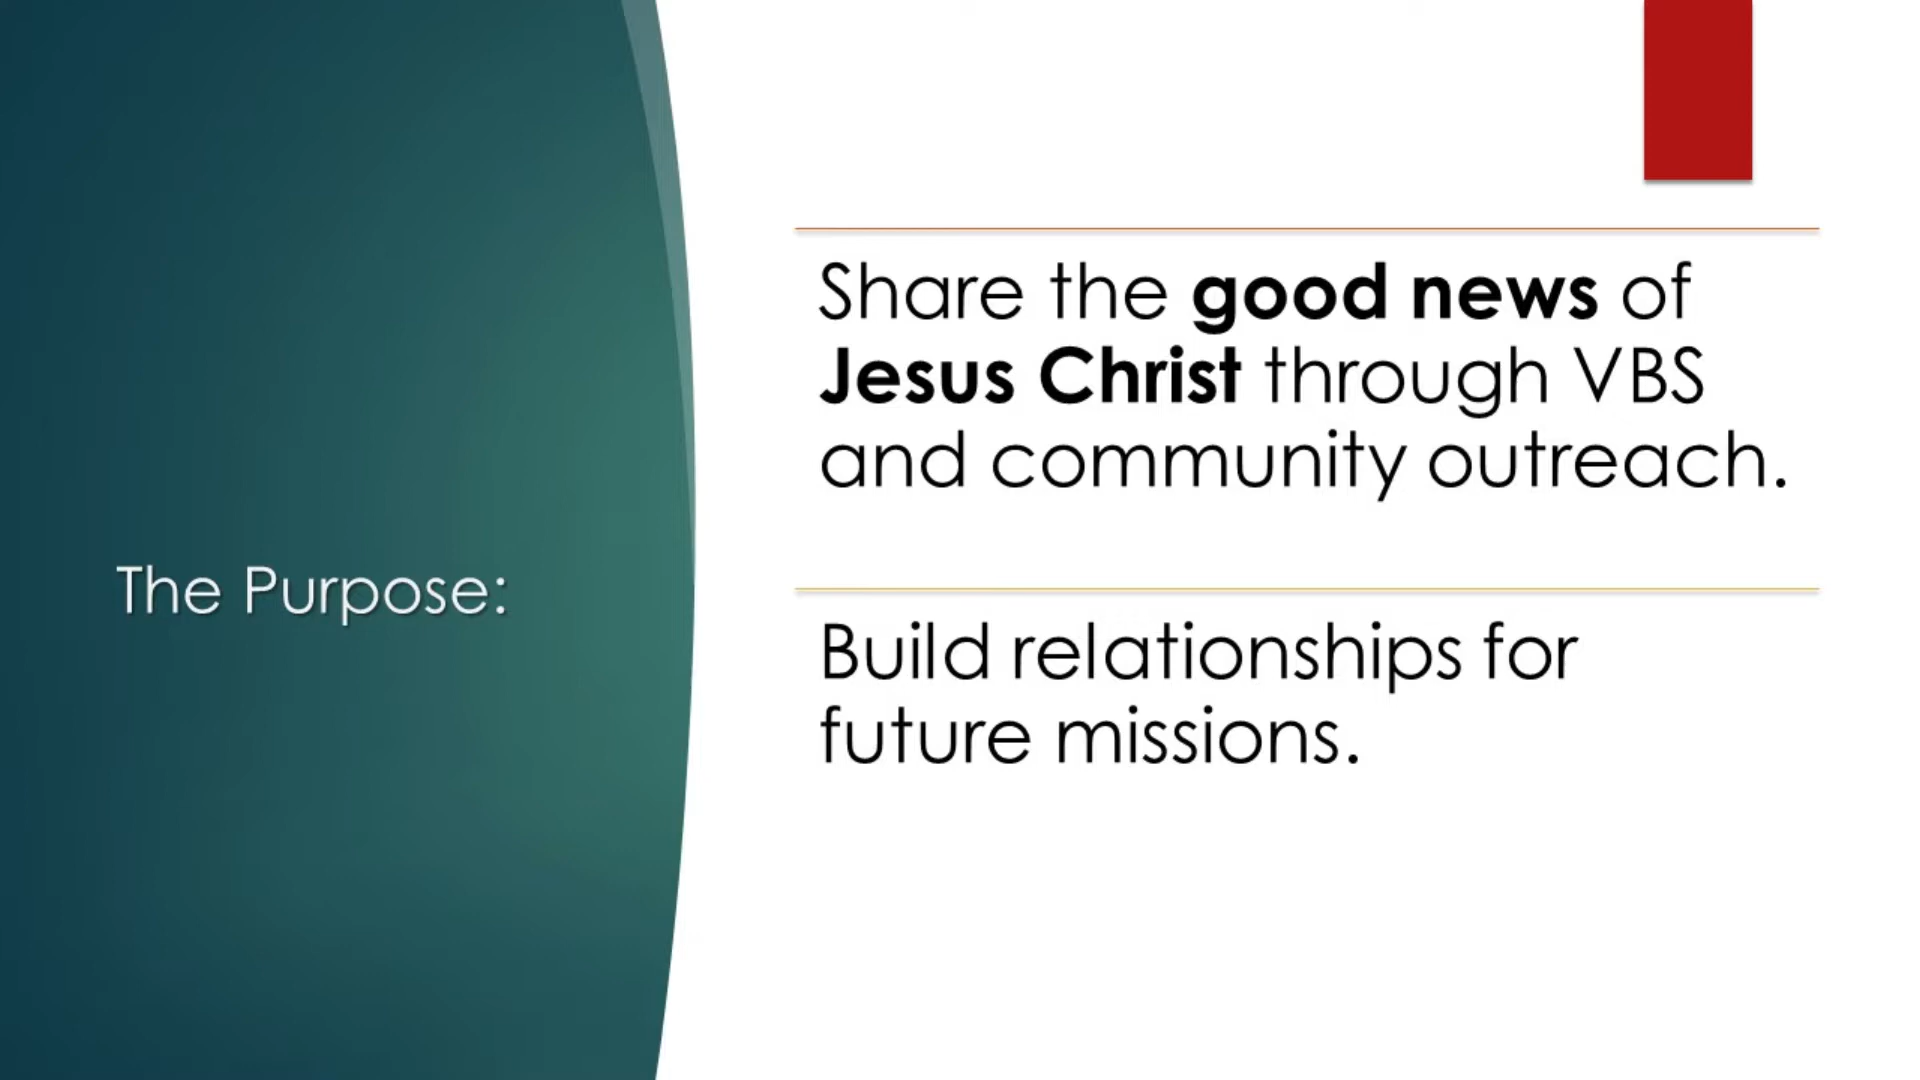 The Purpose:
Share the good news of
Jesus Christ through VBS
and community outreach.
Build relationships for
future missions.